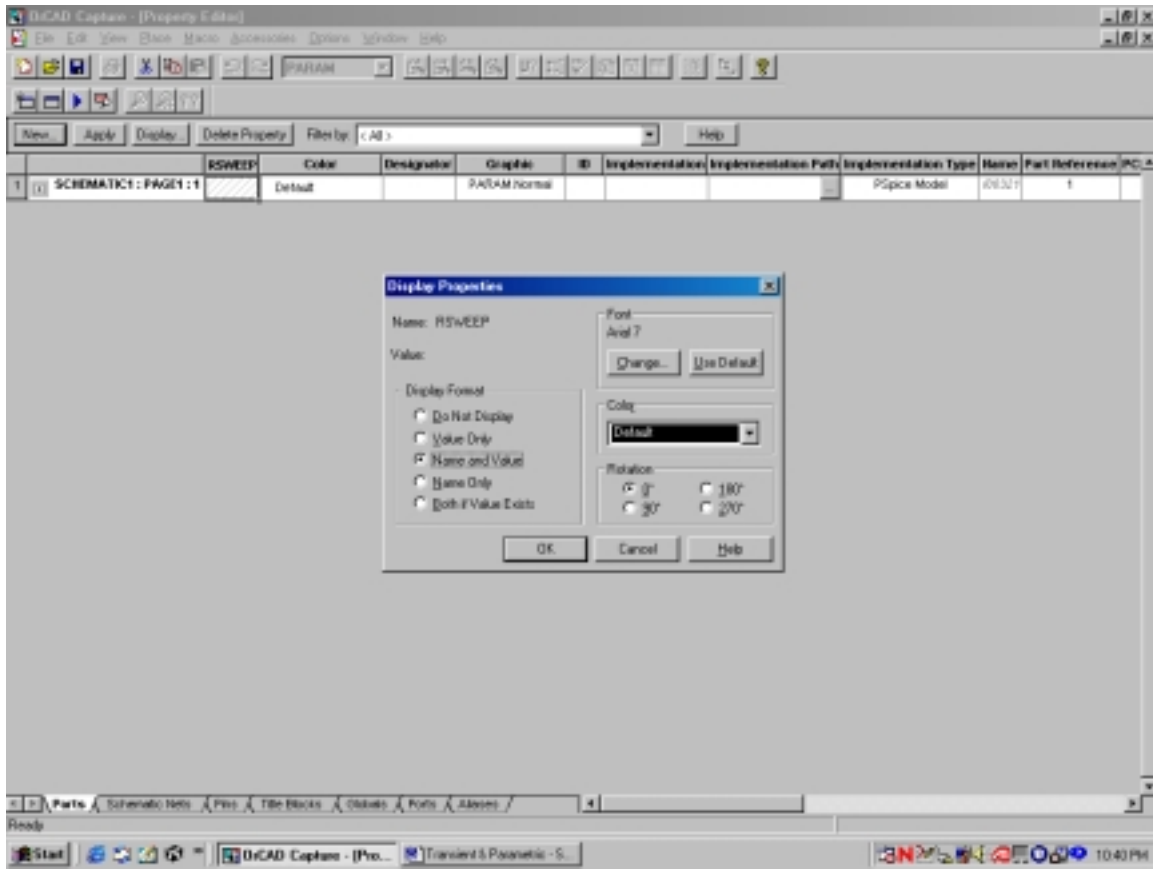 OrCAD Capture - [Property Editor]
File Edit View Place Macro Accessories Options Window Help
PARAM
New... Apply Display... Delete Property Filter by: < All > Help
RSWEEP Color Designator Graphic ID Implementation Implementation Path Implementation Type Name Part Reference PC
1 SCHEMATIC1 : PAGE1 : 1 Default PARAM.Normal PSpice Model 1
Display Properties
Name: RSWEEP
Value:
Font
Arial 7
Change... Use Default
Display Format
Do Not Display
Value Only
Name and Value
Name Only
Both if Value Exists
Color
Default
Rotation
0° 180°
90° 270°
OK Cancel Help
Parts Schematic Nets Pins Title Blocks Globals Ports Aliases
Ready
Start OrCAD Capture - [Pro... Transient & Parametric - S... 10:40 PM